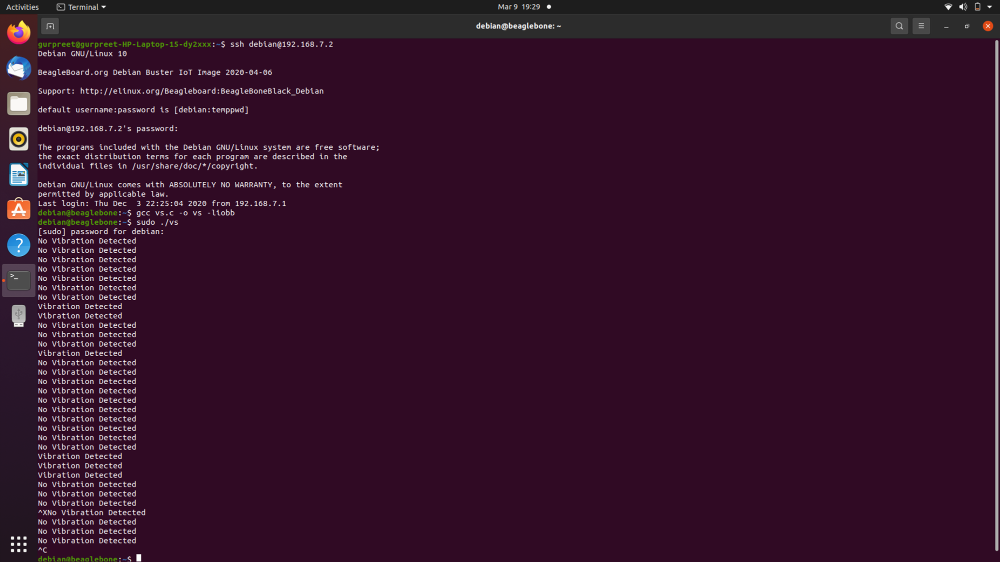 Activities
Terminal
Mar 9 19:29
debian@beaglebone: ~
gurpreet@gurpreet-HP-Laptop-15-dy2xxx:~$ ssh debian@192.168.7.2
Debian GNU/Linux 10
BeagleBoard.org Debian Buster IoT Image 2020-04-06
Support: http://elinux.org/Beagleboard:BeagleBoneBlack_Debian
default username:password is [debian:temppwd]
debian@192.168.7.2's password:
The programs included with the Debian GNU/Linux system are free software;
the exact distribution terms for each program are described in the
individual files in /usr/share/doc/*/copyright.
Debian GNU/Linux comes with ABSOLUTELY NO WARRANTY, to the extent
permitted by applicable law.
Last login: Thu Dec  3 22:25:04 2020 from 192.168.7.1
debian@beaglebone:~$ gcc vs.c -o vs -liobb
debian@beaglebone:~$ sudo ./vs
[sudo] password for debian:
No Vibration Detected
No Vibration Detected
No Vibration Detected
No Vibration Detected
No Vibration Detected
No Vibration Detected
No Vibration Detected
Vibration Detected
Vibration Detected
No Vibration Detected
No Vibration Detected
No Vibration Detected
Vibration Detected
No Vibration Detected
No Vibration Detected
No Vibration Detected
No Vibration Detected
No Vibration Detected
No Vibration Detected
No Vibration Detected
No Vibration Detected
No Vibration Detected
No Vibration Detected
Vibration Detected
Vibration Detected
Vibration Detected
No Vibration Detected
No Vibration Detected
No Vibration Detected
^XNo Vibration Detected
No Vibration Detected
No Vibration Detected
No Vibration Detected
^C
debian@beaglebone:~$